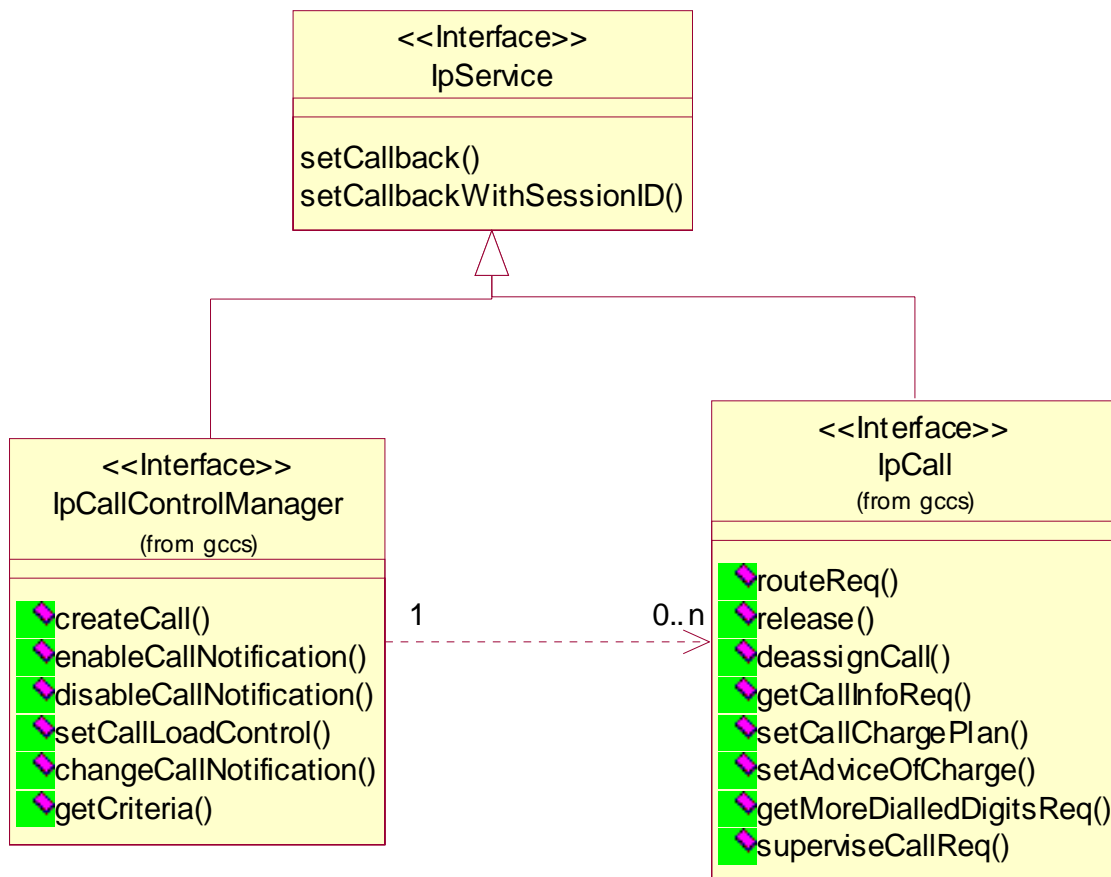 <<Interface>>
IpService
setCallback()
setCallbackWithSessionID()
<<Interface>>
IpCallControlManager
(from gccs)
createCall()
enableCallNotification()
disableCallNotification()
setCallLoadControl()
changeCallNotification()
getCriteria()
1
0..n
<<Interface>>
IpCall
(from gccs)
routeReq()
release()
deassignCall()
getCallInfoReq()
setCallChargePlan()
setAdviceOfCharge()
getMoreDialledDigitsReq()
superviseCallReq()